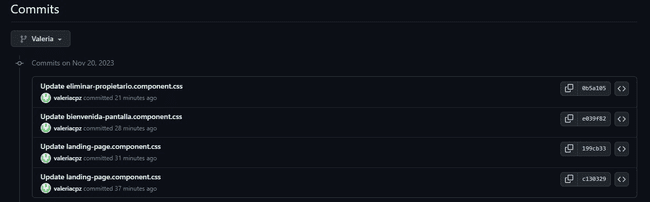 Commits
Valeria
Commits on Nov 20, 2023
Update eliminar-propietario.component.css
valeriacpz committed 21 minutes ago
0b5a105
Update bienvenida-pantalla.component.css
valeriacpz committed 28 minutes ago
e039f82
Update landing-page.component.css
valeriacpz committed 31 minutes ago
199cb33
Update landing-page.component.css
valeriacpz committed 37 minutes ago
c130329